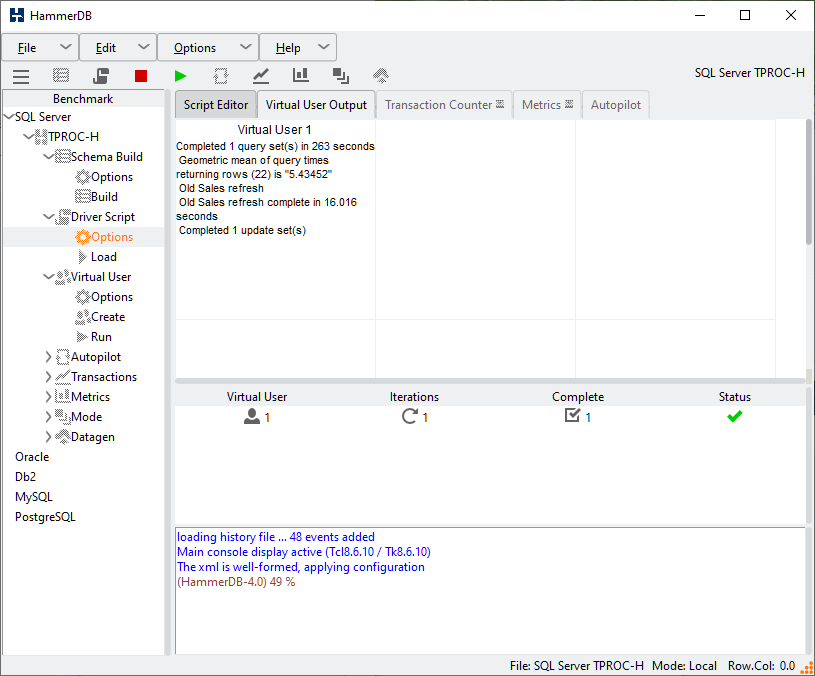 HammerDB
File Edit Options Help
SQL Server TPROC-H
Benchmark
SQL Server
TPROC-H
Schema Build
Options
Build
Driver Script
Options
Load
Virtual User
Options
Create
Run
Autopilot
Transactions
Metrics
Mode
Datagen
Oracle
Db2
MySQL
PostgreSQL
Script Editor Virtual User Output Transaction Counter Metrics Autopilot
Virtual User 1
Completed 1 query set(s) in 263 seconds
Geometric mean of query times
returning rows (22) is "5.43452"
Old Sales refresh
Old Sales refresh complete in 16.016
seconds
Completed 1 update set(s)
Virtual User Iterations Complete Status
1 1 1
loading history file ... 48 events added
Main console display active (Tcl8.6.10 / Tk8.6.10)
The xml is well-formed, applying configuration
(HammerDB-4.0) 49 %
File: SQL Server TPROC-H Mode: Local Row.Col: 0.0